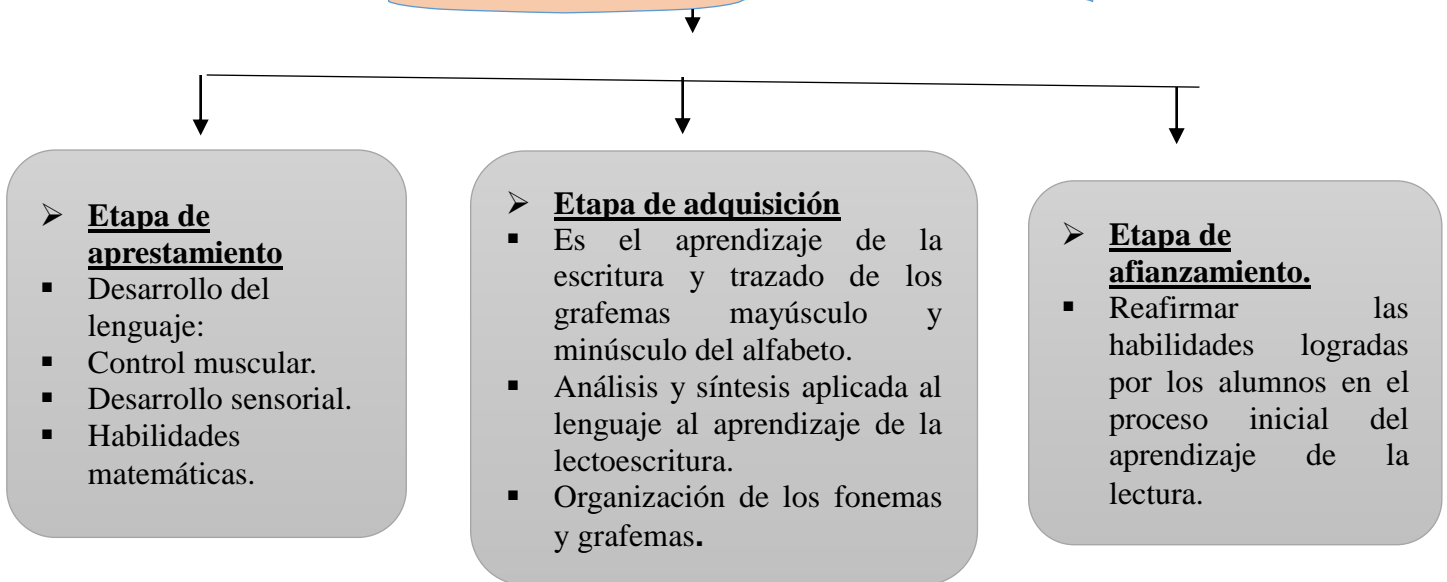 ➢ Etapa de
aprestamiento
▪ Desarrollo del
lenguaje:
▪ Control muscular.
▪ Desarrollo sensorial.
▪ Habilidades
matemáticas.
➢ Etapa de adquisición
▪ Es el aprendizaje de la
escritura y trazado de los
grafemas mayúsculo y
minúsculo del alfabeto.
▪ Análisis y síntesis aplicada al
lenguaje al aprendizaje de la
lectoescritura.
▪ Organización de los fonemas
y grafemas.
➢ Etapa de
afianzamiento.
▪ Reafirmar las
habilidades logradas
por los alumnos en el
proceso inicial del
aprendizaje de la
lectura.